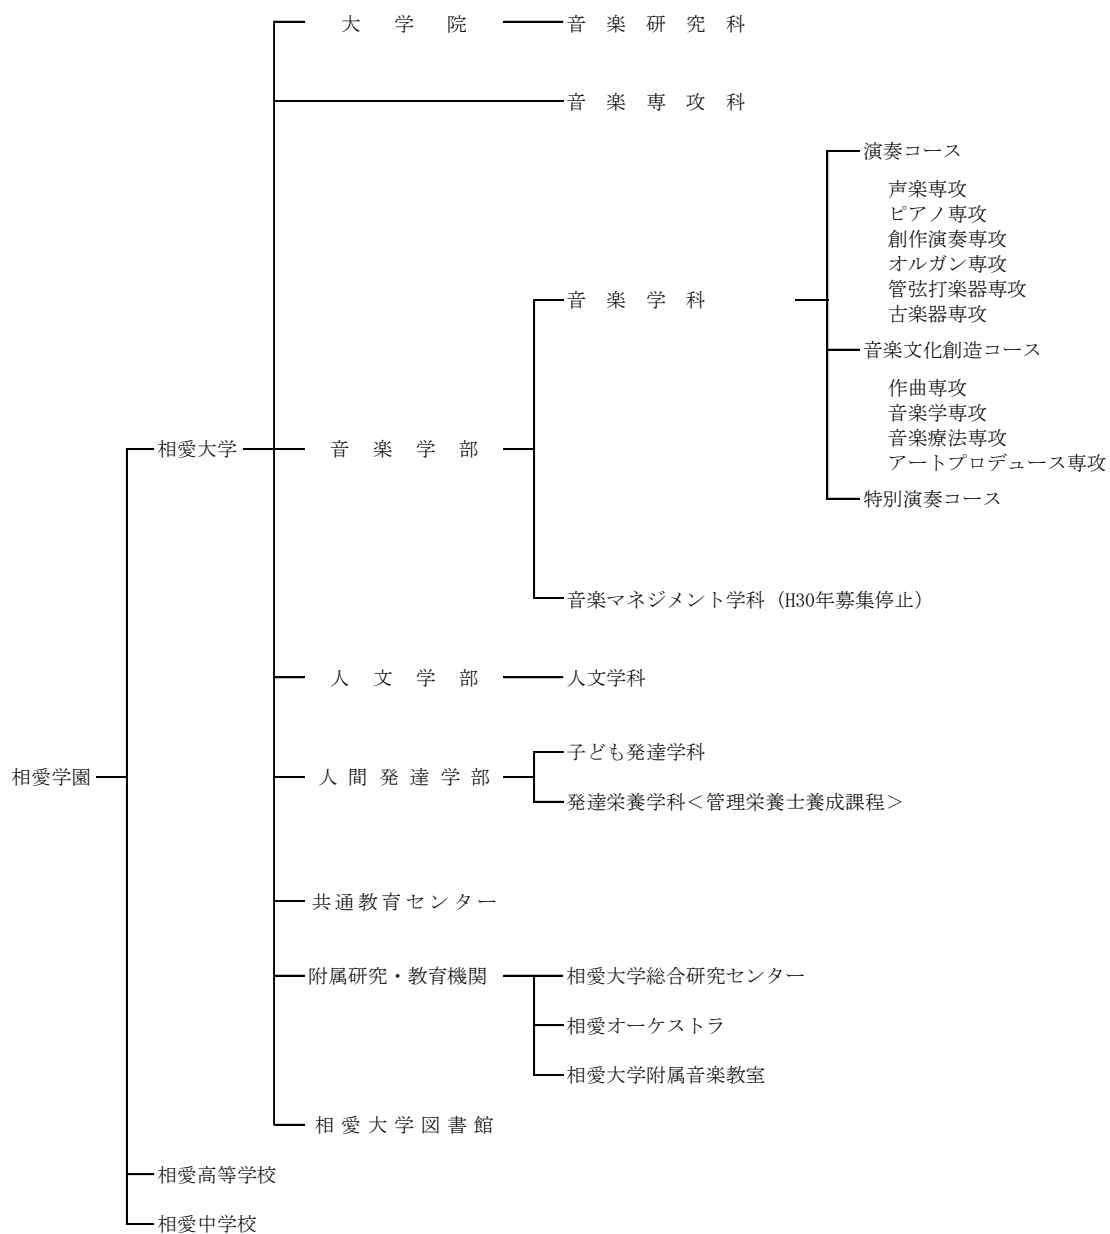 大学院
音楽研究科
音楽専攻科
演奏コース
声楽専攻
ピアノ専攻
創作演奏専攻
オルガン専攻
管弦打楽器専攻
古楽器専攻
音楽学科
音楽文化創造コース
作曲専攻
音楽学専攻
音楽療法専攻
アートプロデュース専攻
相愛大学
音楽学部
特別演奏コース
音楽マネジメント学科（H30年募集停止）
人文学部
人文学科
子ども発達学科
相愛学園
人間発達学部
発達栄養学科＜管理栄養士養成課程＞
共通教育センター
附属研究・教育機関
相愛大学総合研究センター
相愛オーケストラ
相愛大学附属音楽教室
相愛大学図書館
相愛高等学校
相愛中学校